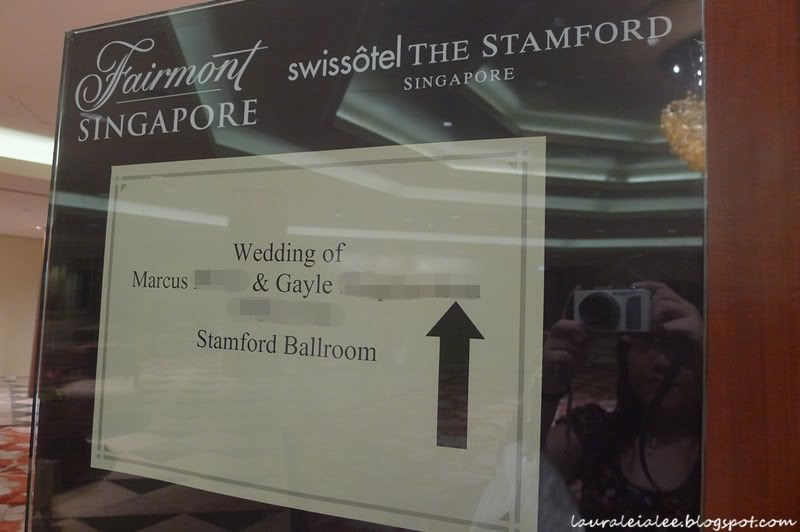 Fairmont
SINGAPORE
swissôtel THE STAMFORD
SINGAPORE
Wedding of
Marcus & Gayle
Stamford Ballroom
lauraleialee.blogspot.com